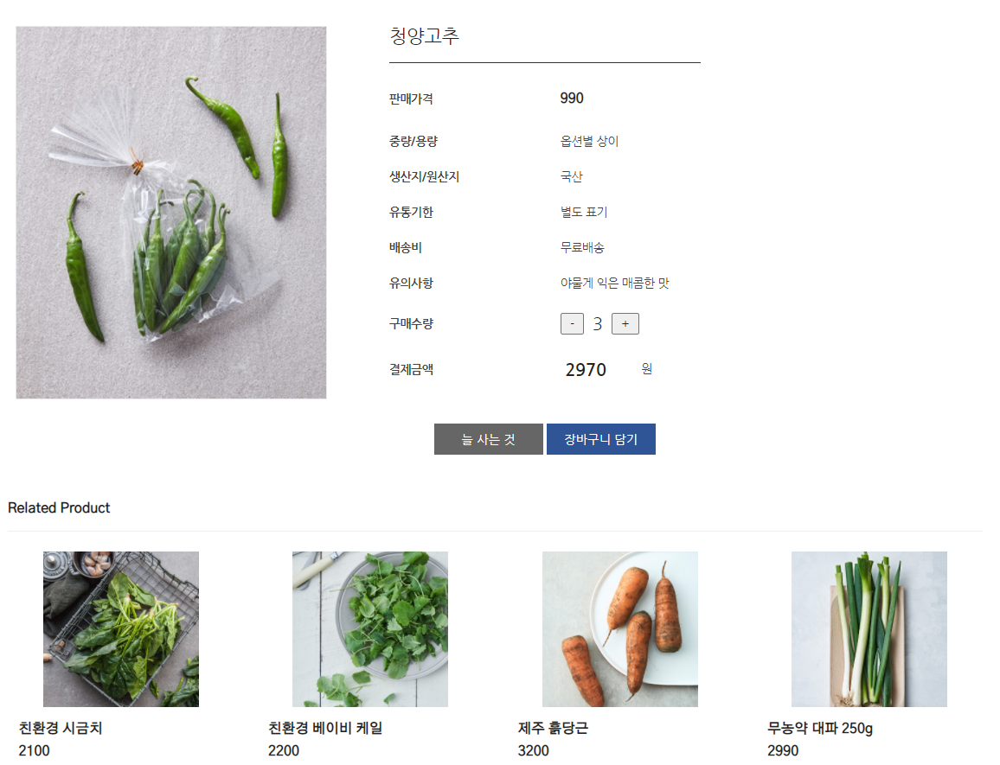 청양고추
판매가격 990
중량/용량 옵션별 상이
생산지/원산지 국산
유통기한 별도 표기
배송비 무료배송
유의사항 야물게 익은 매콤한 맛
구매수량 - 3 +
결제금액 2970 원
늘 사는 것 장바구니 담기
Related Product
친환경 시금치 친환경 베이비 케일 제주 흙당근 무농약 대파 250g
2100 2200 3200 2990